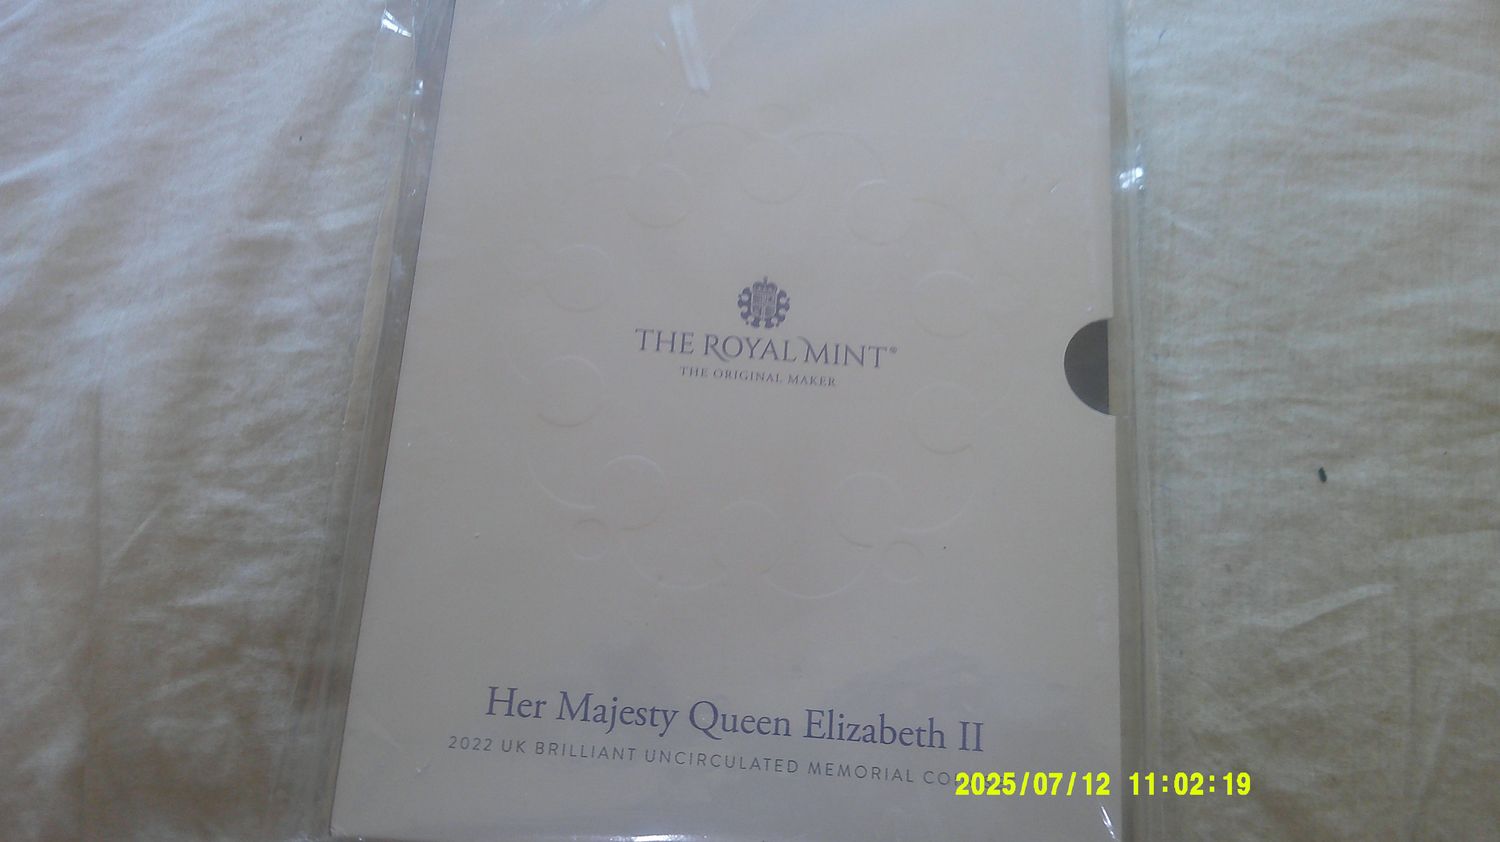 THE ROYAL MINT®
THE ORIGINAL MAKER
Her Majesty Queen Elizabeth II
2022 UK BRILLIANT UNCIRCULATED MEMORIAL
2025/07/12 11:02:19